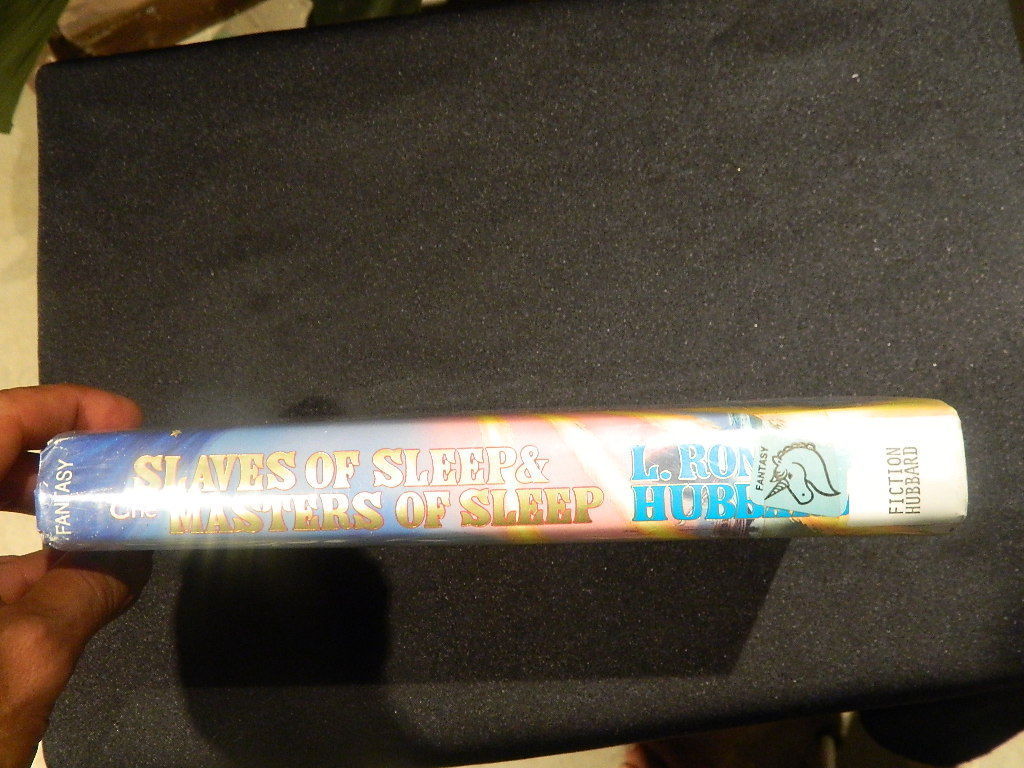 FANTASY
SLAVES OF SLEEP&
MASTERS OF SLEEP
L. RON
HUBB
FANTASY
FICTION
HUBBARD